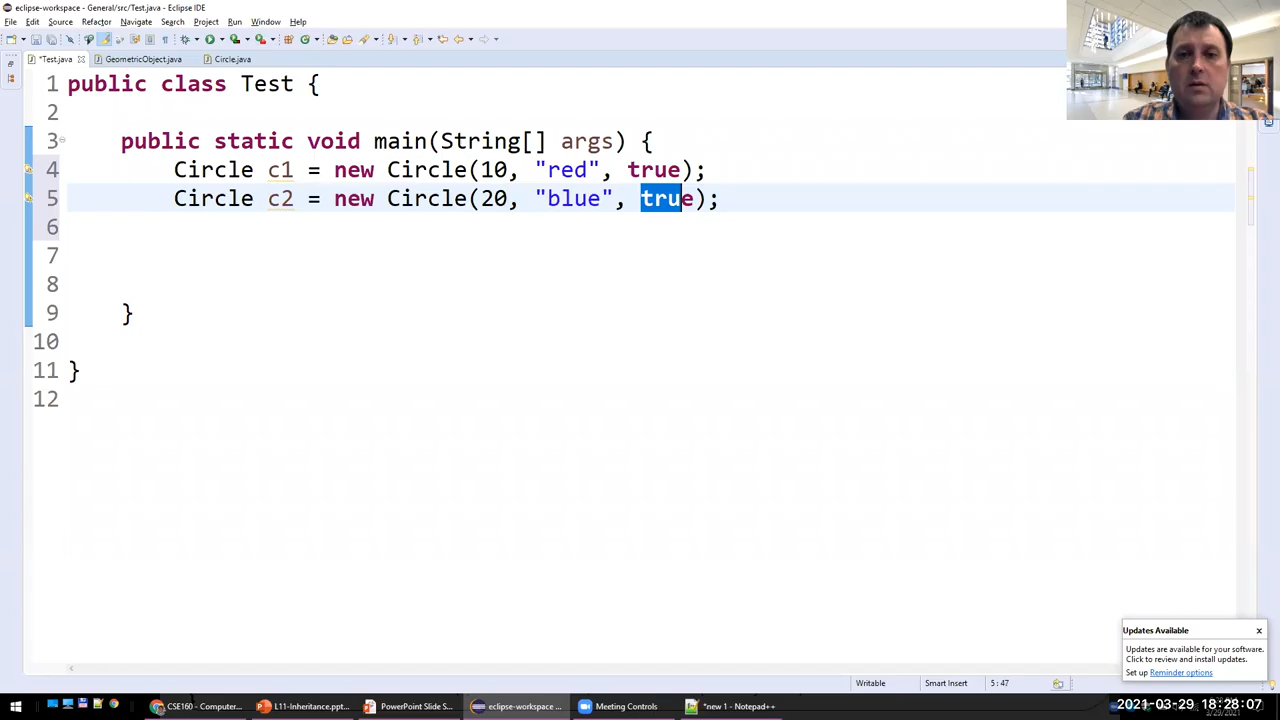 eclipse-workspace - General/src/Test.java - Eclipse IDE
File Edit Source Refactor Navigate Search Project Run Window Help
*Test.java GeometricObject.java Circle.java
1 public class Test {
2
3 public static void main(String[] args) {
4 Circle c1 = new Circle(10, "red", true);
5 Circle c2 = new Circle(20, "blue", true);
6
7
8
9 }
10
11 }
12
Updates Available x
Updates are available for your software.
Click to review and install updates.
Set up Reminder options
Writable Smart Insert 5 : 47
CSE160 - Computer... L11-Inheritance.ppt... PowerPoint Slide S... eclipse-workspace ... Meeting Controls *new 1 - Notepad++
2021-03-29 18:28:07